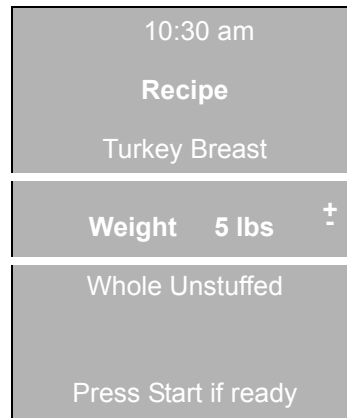 10:30 am
Recipe
Turkey Breast
Weight 5 lbs +
-
Whole Unstuffed
Press Start if ready